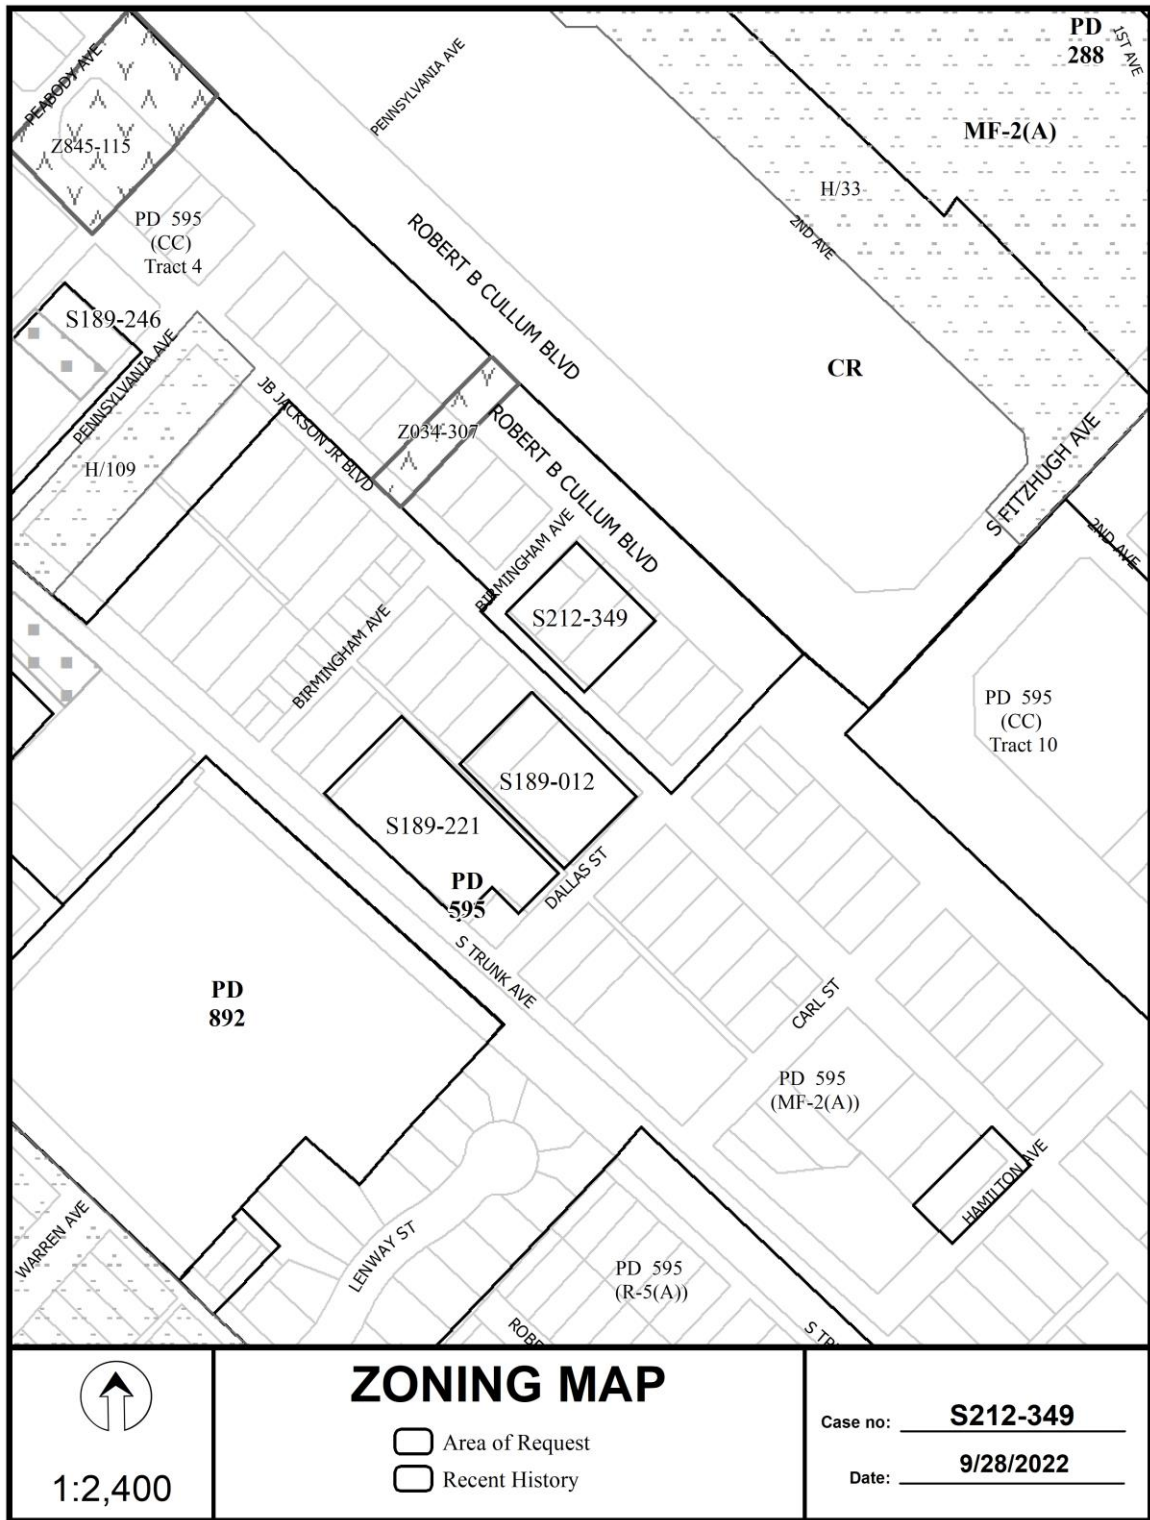 PD
288
1ST AVE
PEABODY AVE
PENNSYLVANIA AVE
MF-2(A)
Z845-115
H/33
PD 595
(CC)
Tract 4
ROBERT B CULLUM BLVD
2ND AVE
S189-246
PENNSYLVANIA AVE
CR
JB JACKSON JR BLVD
Z034-307
ROBERT B CULLUM BLVD
H/109
S FITZHUGH AVE
2ND AVE
BIRMINGHAM AVE
S212-349
BIRMINGHAM AVE
PD 595
(CC)
Tract 10
S189-012
S189-221
PD
595
DALLAS ST
S TRUNK AVE
PD
892
CARL ST
PD 595
(MF-2(A))
HAMILTON AVE
WARREN AVE
LENWAY ST
PD 595
(R-5(A))
1:2,400
ZONING MAP
Area of Request
Recent History
Case no: S212-349
Date: 9/28/2022